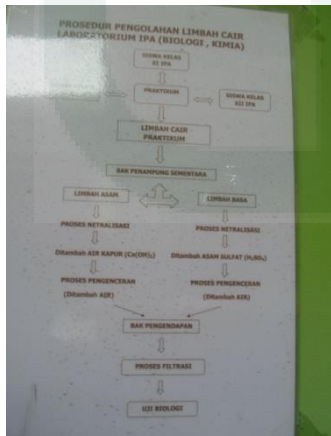 PROSEDUR PENGOLAHAN LIMBAH CAIR
LABORATORIUM IPA (BIOLOGI , KIMIA)
SISWA KELAS
XI IPA
PRAKTIKUM
SISWA KELAS
XII IPA
LIMBAH CAIR
PRAKTIKUM
BAK PENAMPUNG SEMENTARA
LIMBAH ASAM
LIMBAH BASA
PROSES NETRALISASI
PROSES NETRALISASI
Ditambah AIR KAPUR (Ca(OH)₂)
Ditambah ASAM SULFAT (H₂SO₄)
PROSES PENGENCERAN
(Ditambah AIR)
PROSES PENGENCERAN
(Ditambah AIR)
BAK PENGENDAPAN
PROSES FILTRASI
UJI BIOLOGI